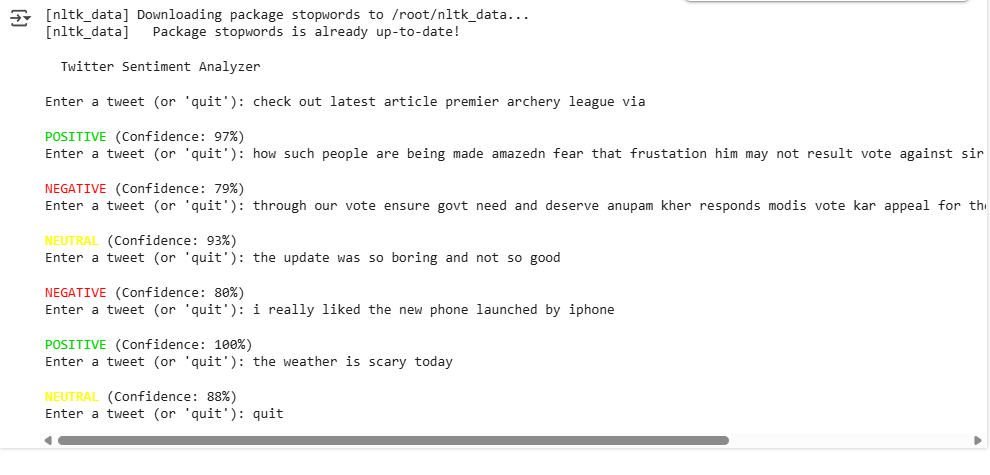 [nltk_data] Downloading package stopwords to /root/nltk_data...
[nltk_data]   Package stopwords is already up-to-date!
Twitter Sentiment Analyzer
Enter a tweet (or 'quit'): check out latest article premier archery league via
POSITIVE (Confidence: 97%)
Enter a tweet (or 'quit'): how such people are being made amazedn fear that frustation him may not result vote against sir
NEGATIVE (Confidence: 79%)
Enter a tweet (or 'quit'): through our vote ensure govt need and deserve anupam kher responds modis vote kar appeal for
NEUTRAL (Confidence: 93%)
Enter a tweet (or 'quit'): the update was so boring and not so good
NEGATIVE (Confidence: 80%)
Enter a tweet (or 'quit'): i really liked the new phone launched by iphone
POSITIVE (Confidence: 100%)
Enter a tweet (or 'quit'): the weather is scary today
NEUTRAL (Confidence: 88%)
Enter a tweet (or 'quit'): quit